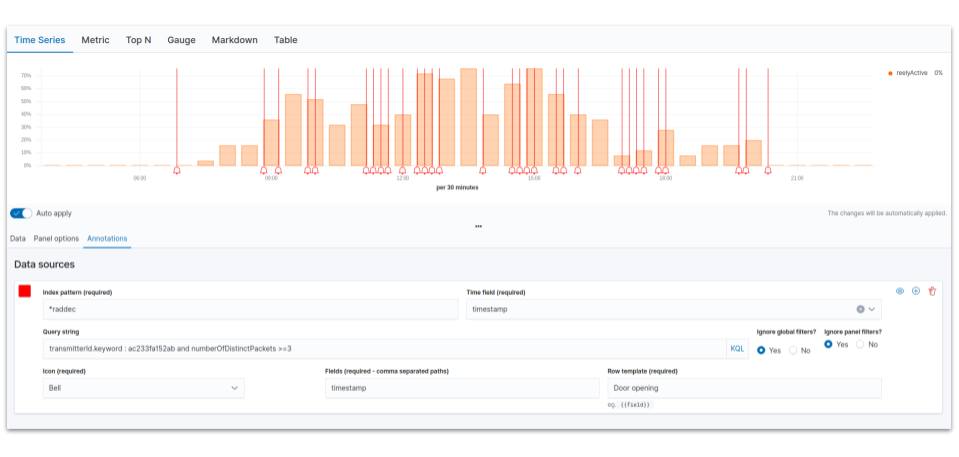 Time Series Metric Top N Gauge Markdown Table
70%
60%
50%
40%
30%
20%
10%
0%
reelyActive 0%
06:00 09:00 12:00 15:00 18:00 21:00
per 30 minutes
Auto apply
The changes will be automatically applied.
Data Panel options Annotations
Data sources
Index pattern (required) Time field (required)
*raddec timestamp
Query string Ignore global filters? Ignore panel filters?
transmitterId.keyword : ac233fa152ab and numberOfDistinctPackets >=3 KQL Yes No Yes No
Icon (required) Fields (required - comma separated paths) Row template (required)
Bell timestamp Door opening
eg. {{field}}